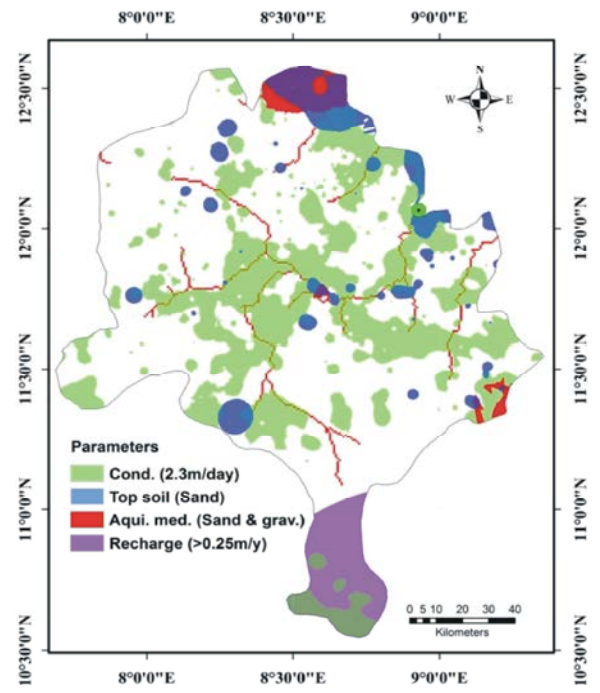 8°0'0"E 8°30'0"E 9°0'0"E
12°30'0"N 12°30'0"N
N
W E
S
12°0'0"N 12°0'0"N
11°30'0"N 11°30'0"N
Parameters
Cond. (2.3m/day)
Top soil (Sand)
Aqui. med. (Sand & grav.)
Recharge (>0.25m/y)
11°0'0"N 11°0'0"N
0 5 10 20 30 40
Kilometers
10°30'0"N 10°30'0"N
8°0'0"E 8°30'0"E 9°0'0"E